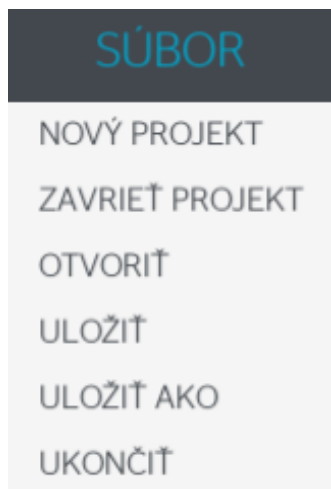 SÚBOR
NOVÝ PROJEKT
ZAVRIEŤ PROJEKT
OTVORIŤ
ULOŽIŤ
ULOŽIŤ AKO
UKONČIŤ